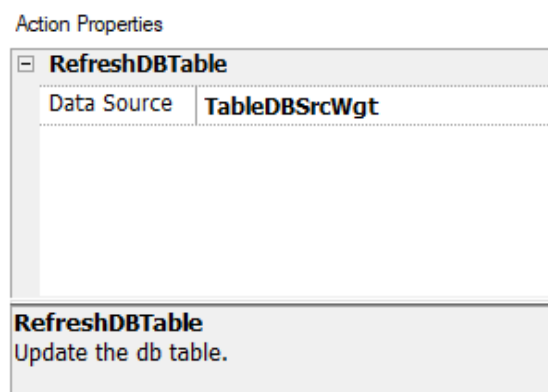 Action Properties
RefreshDBTable
Data Source TableDBSrcWgt
RefreshDBTable
Update the db table.